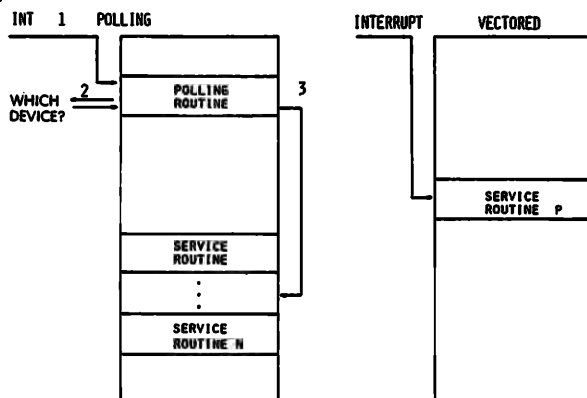 INT 1 POLLING
INTERRUPT VECTORED
POLLING
ROUTINE
3
2
WHICH
DEVICE?
SERVICE
ROUTINE P
SERVICE
ROUTINE
SERVICE
ROUTINE N